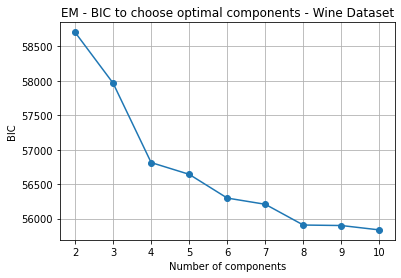 EM - BIC to choose optimal components - Wine Dataset
58500
58000
57500
57000
56500
56000
BIC
2 3 4 5 6 7 8 9 10
Number of components